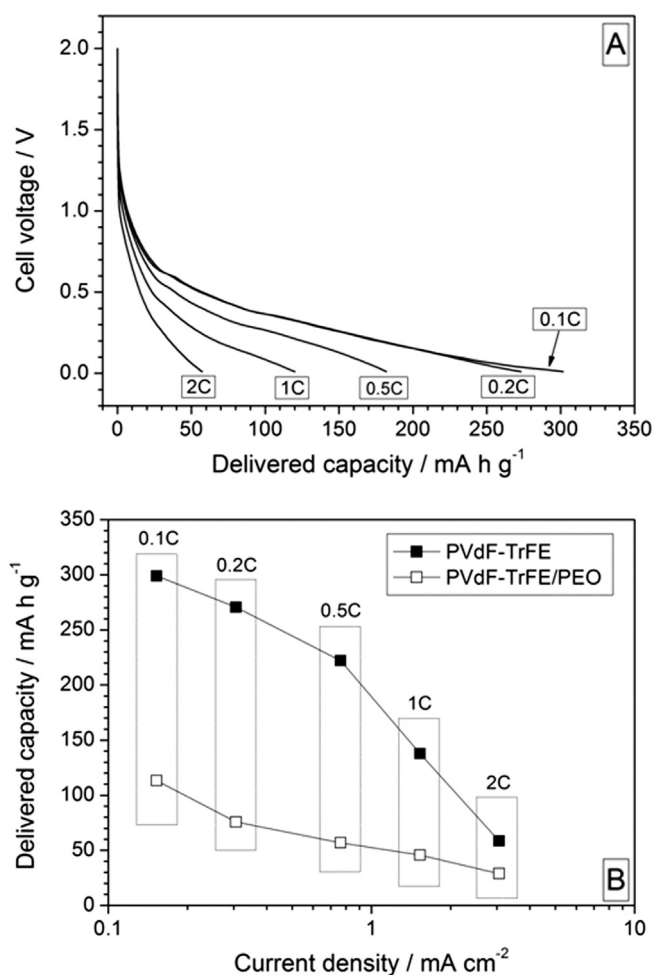 A
2.0
1.5
1.0
0.5
0.0
Cell voltage / V
0.1C
2C
1C
0.5C
0.2C
0 50 100 150 200 250 300 350
Delivered capacity / mA h g⁻¹
350
300
250
200
150
100
50
0
Delivered capacity / mA h g⁻¹
PVdF-TrFE
PVdF-TrFE/PEO
0.1C
0.2C
0.5C
1C
2C
B
0.1 1 10
Current density / mA cm⁻²